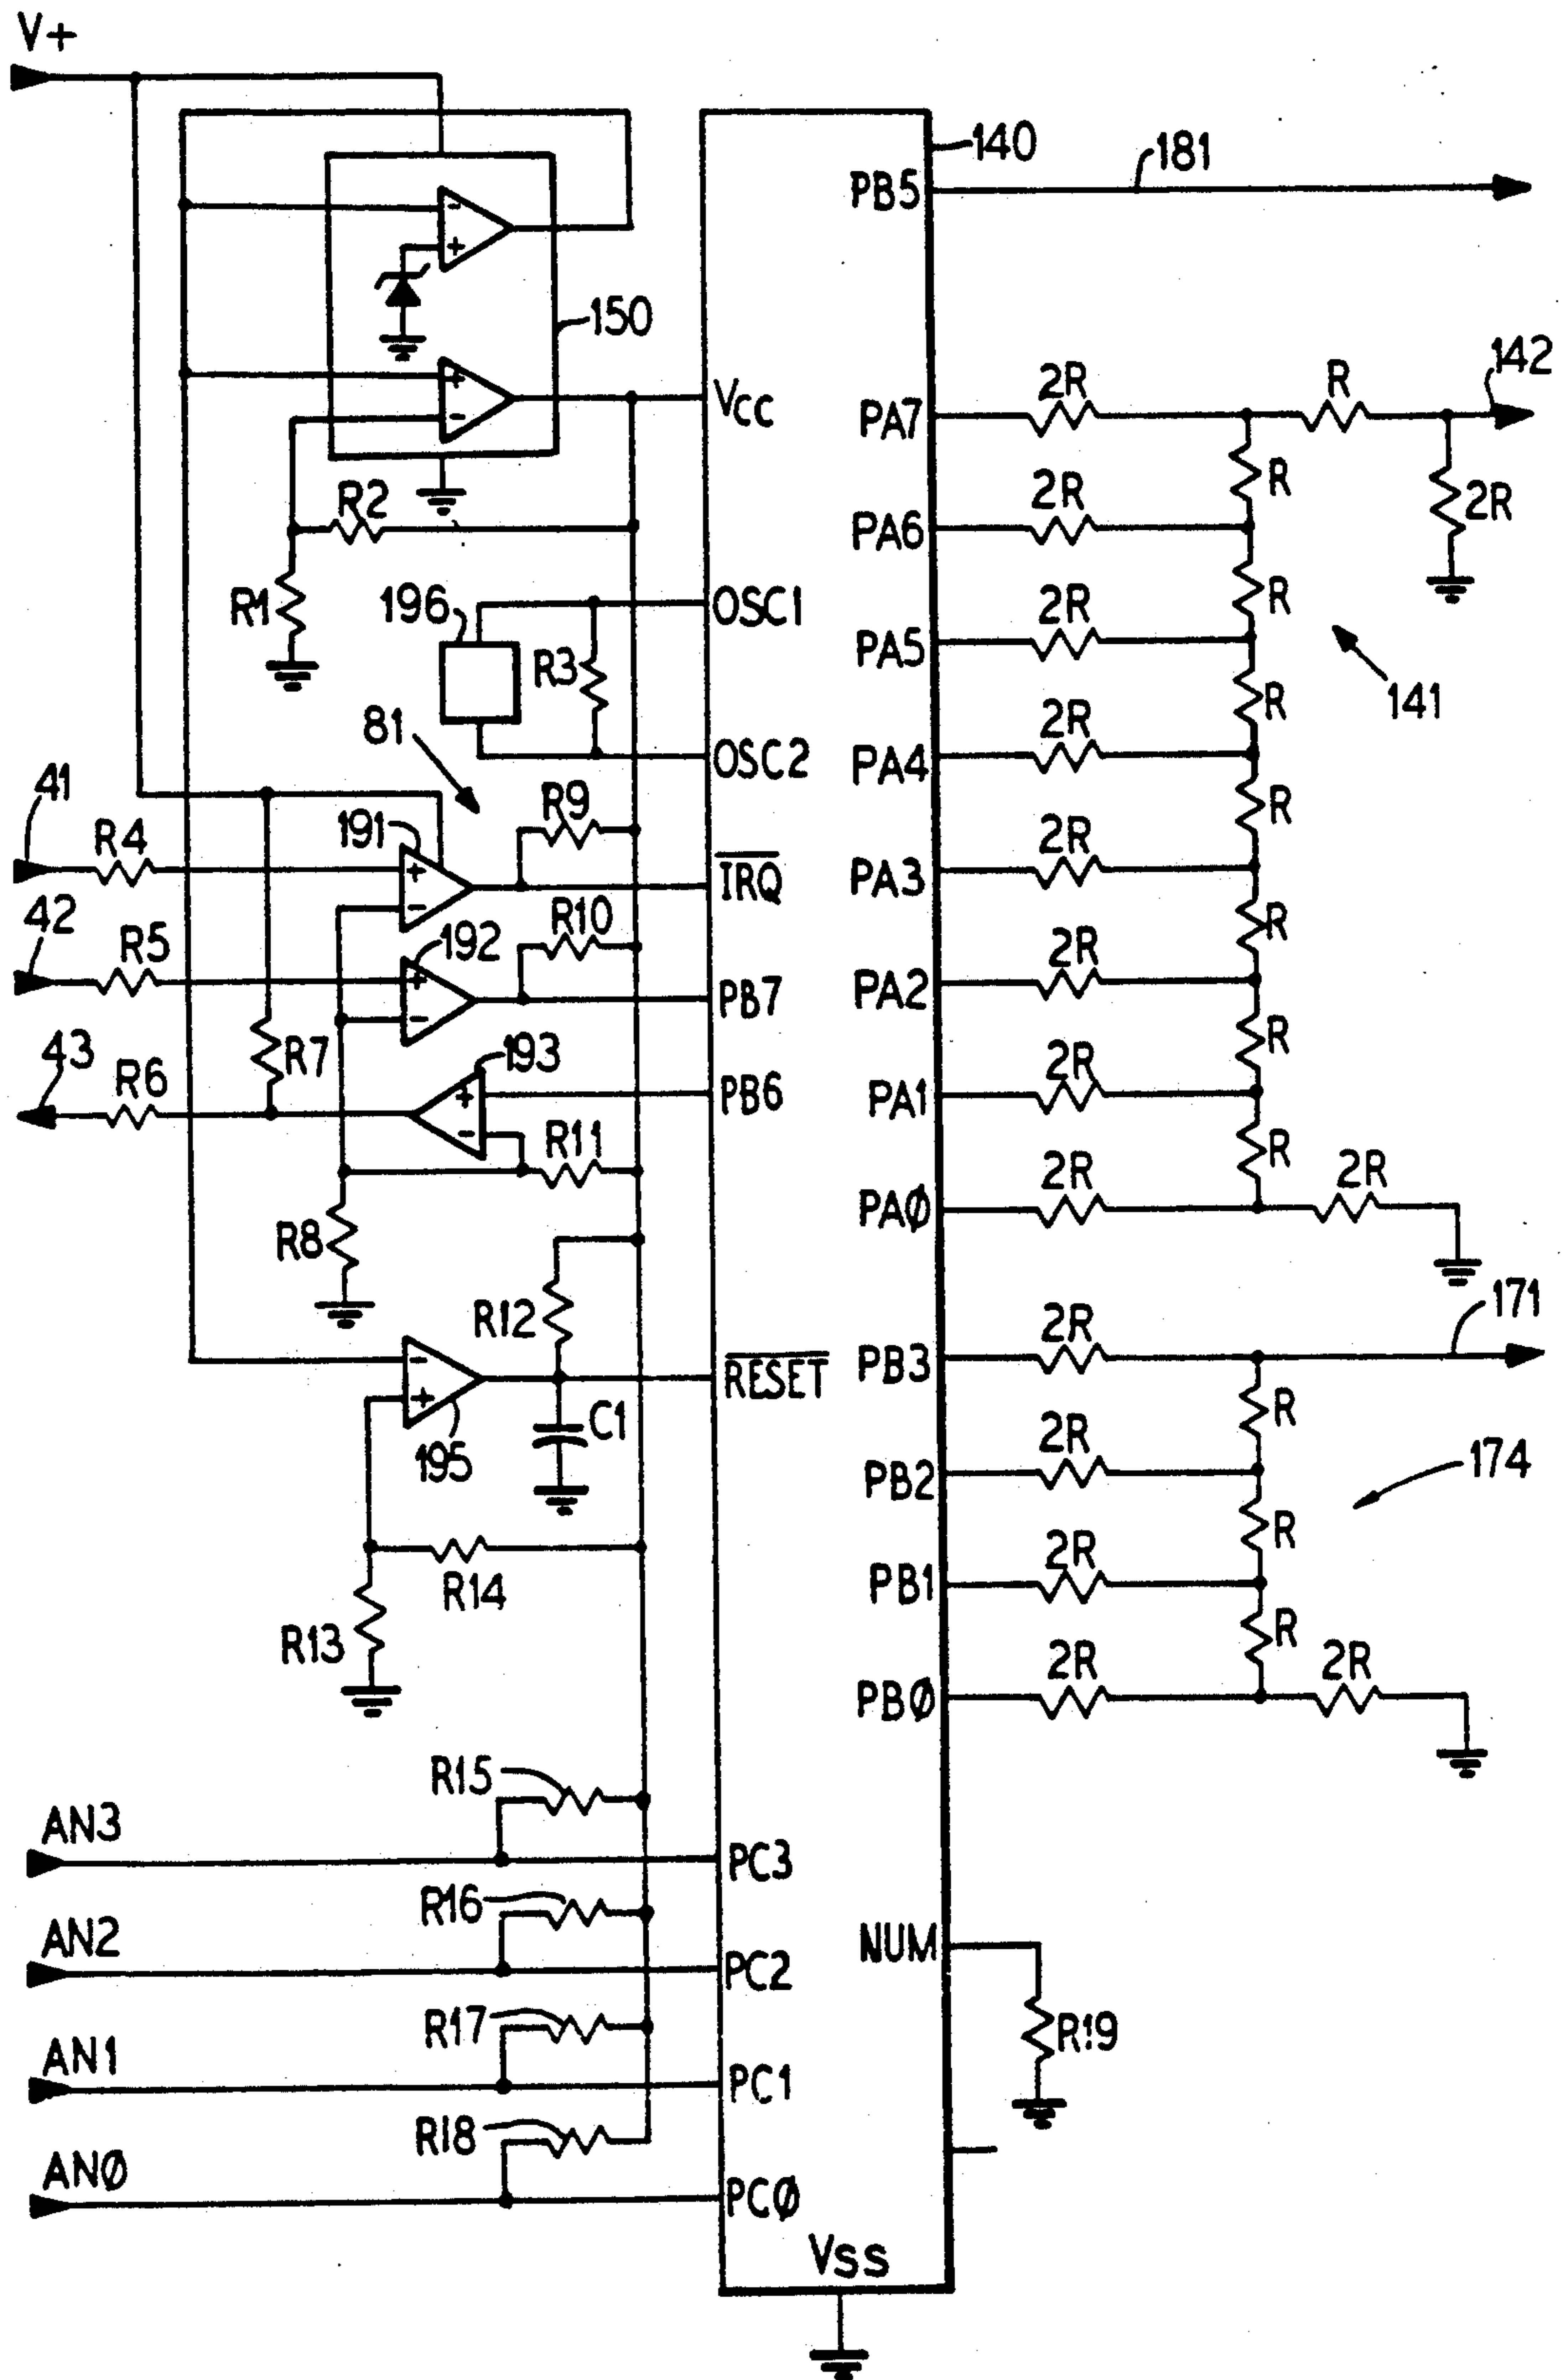 V+
140
PB5
181
-
+
150
142
2R
R
VCC
PA7
+
-
R
2R
R2
2R
PA6
R1
196
OSC1
R
R3
2R
PA5
141
81
R
2R
OSC2
PA4
41
R9
R4
191
R
2R
+
IRQ
PA3
-
42
R10
R5
192
R
2R
+
PB7
PA2
-
43
R7
193
R
2R
R6
+
PB6
PA1
-
R11
R
2R
2R
R8
PAØ
R12
171
2R
-
RESET
PB3
+
C1
R
195
2R
174
PB2
R
R14
2R
PB1
R13
R
2R
2R
PBØ
R15
AN3
PC3
R16
AN2
PC2
NUM
R17
R19
AN1
PC1
R18
ANØ
PCØ
VSS